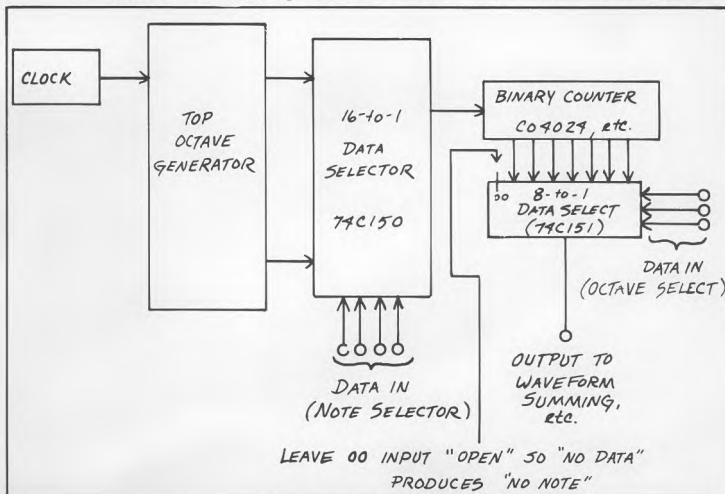 CLOCK
TOP
OCTAVE
GENERATOR
16-to-1
DATA
SELECTOR
74C150
BINARY COUNTER
CO4024, etc.
00
8-to-1
DATA SELECT
(74C151)
DATA IN
(OCTAVE SELECT)
DATA IN
(NOTE SELECTOR)
OUTPUT TO
WAVEFORM
SUMMING,
etc.
LEAVE 00 INPUT "OPEN" SO "NO DATA"
PRODUCES "NO NOTE"